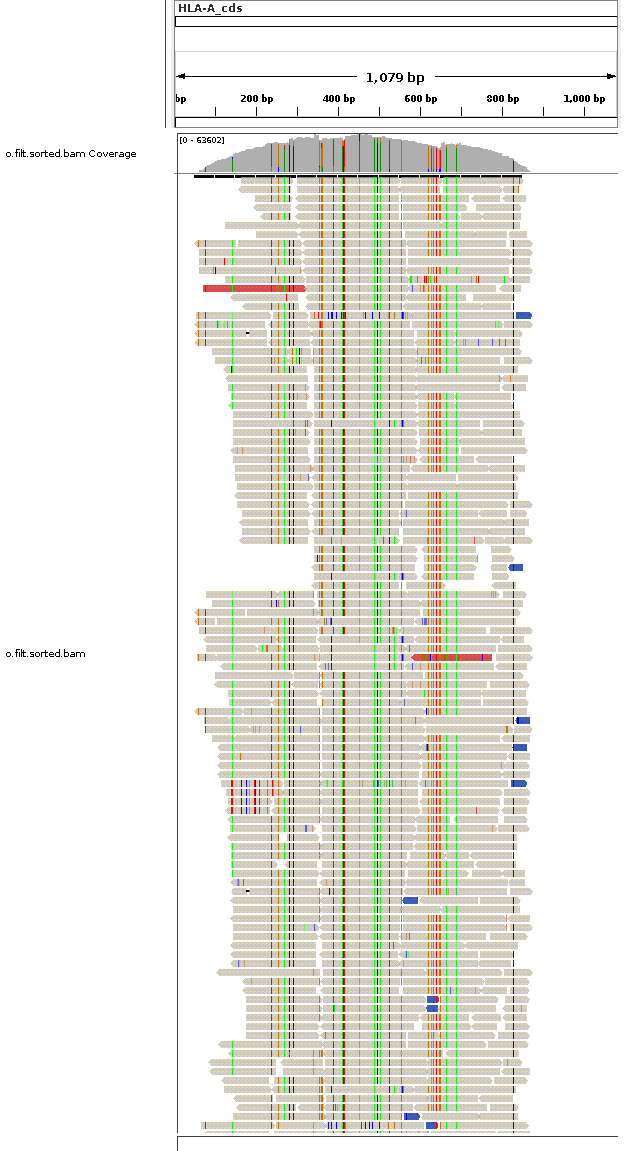 HLA-A_cds
1,079 bp
bp 200 bp 400 bp 600 bp 800 bp 1,000 bp
[0 - 63602]
o.filt.sorted.bam Coverage
o.filt.sorted.bam